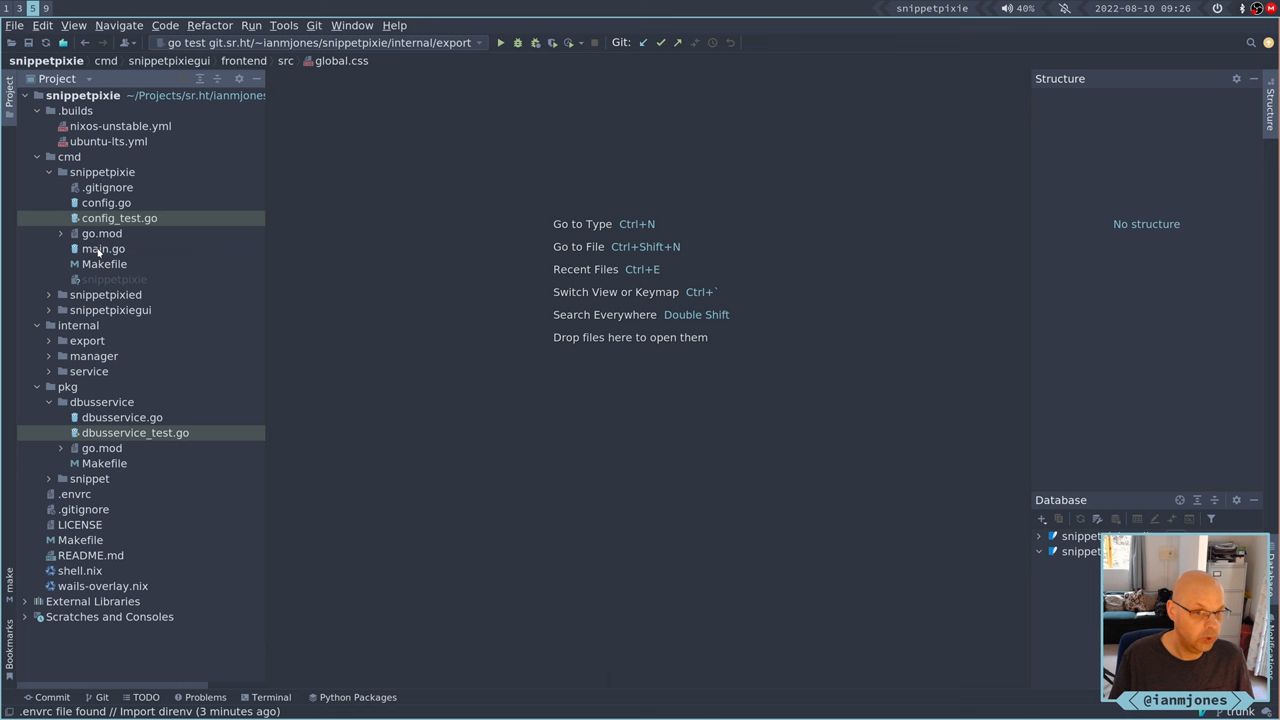 1 3 5 9
snippetpixie
40%
2022-08-10 09:26
File Edit View Navigate Code Refactor Run Tools Git Window Help
go test git.sr.ht/~ianmjones/snippetpixie/internal/export
Git:
snippetpixie cmd snippetpixiegui frontend src global.css
Project
Project
snippetpixie ~/Projects/sr.ht/ianmjones
.builds
nixos-unstable.yml
ubuntu-lts.yml
cmd
snippetpixie
.gitignore
config.go
config_test.go
go.mod
main.go
Makefile
snippetpixie
snippetpixied
snippetpixiegui
internal
export
manager
service
pkg
dbusservice
dbusservice.go
dbusservice_test.go
go.mod
Makefile
snippet
.envrc
.gitignore
LICENSE
Makefile
README.md
shell.nix
wails-overlay.nix
External Libraries
Scratches and Consoles
make
Bookmarks
Go to Type Ctrl+N
Go to File Ctrl+Shift+N
Recent Files Ctrl+E
Switch View or Keymap Ctrl+`
Search Everywhere Double Shift
Drop files here to open them
Structure
Structure
No structure
Database
snippetpixie
snippet
@ianmjones
Commit Git TODO Problems Terminal Python Packages
.envrc file found // Import direnv (3 minutes ago)
trunk